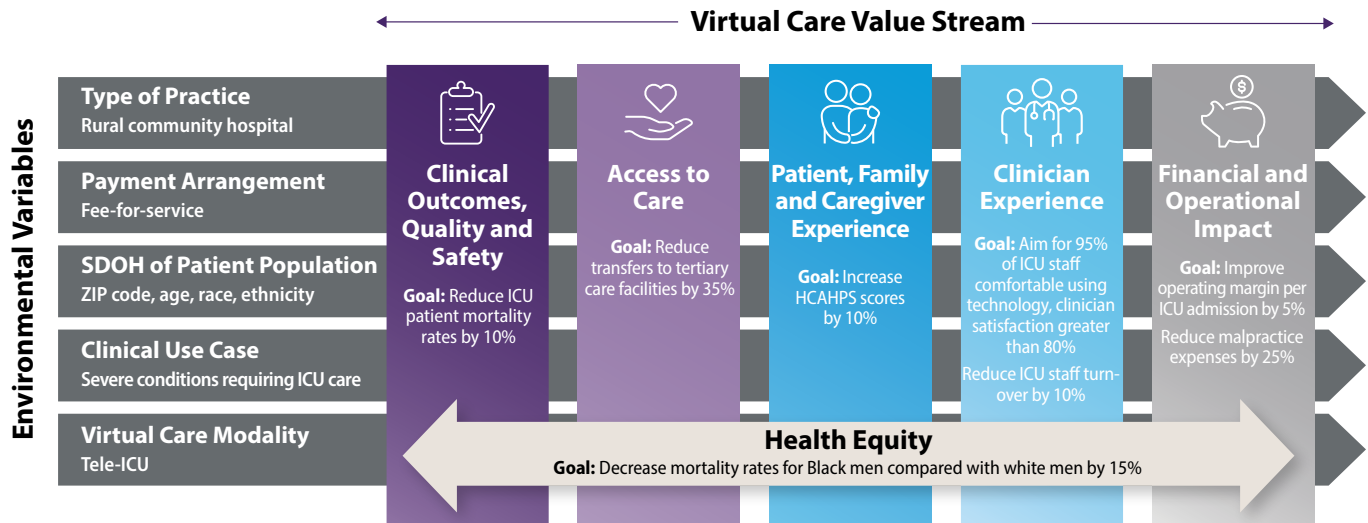 Virtual Care Value Stream
Environmental Variables
Type of Practice
Rural community hospital
Payment Arrangement
Fee-for-service
SDOH of Patient Population
ZIP code, age, race, ethnicity
Clinical Use Case
Severe conditions requiring ICU care
Virtual Care Modality
Tele-ICU
Clinical
Outcomes,
Quality and
Safety
Goal: Reduce ICU
patient mortality
rates by 10%
Access to
Care
Goal: Reduce
transfers to tertiary
care facilities by 35%
Patient, Family
and Caregiver
Experience
Goal: Increase
HCAHPS scores
by 10%
Clinician
Experience
Goal: Aim for 95%
of ICU staff
comfortable using
technology, clinician
satisfaction greater
than 80%
Reduce ICU staff turn-
over by 10%
$
Financial and
Operational
Impact
Goal: Improve
operating margin per
ICU admission by 5%
Reduce malpractice
expenses by 25%
Health Equity
Goal: Decrease mortality rates for Black men compared with white men by 15%